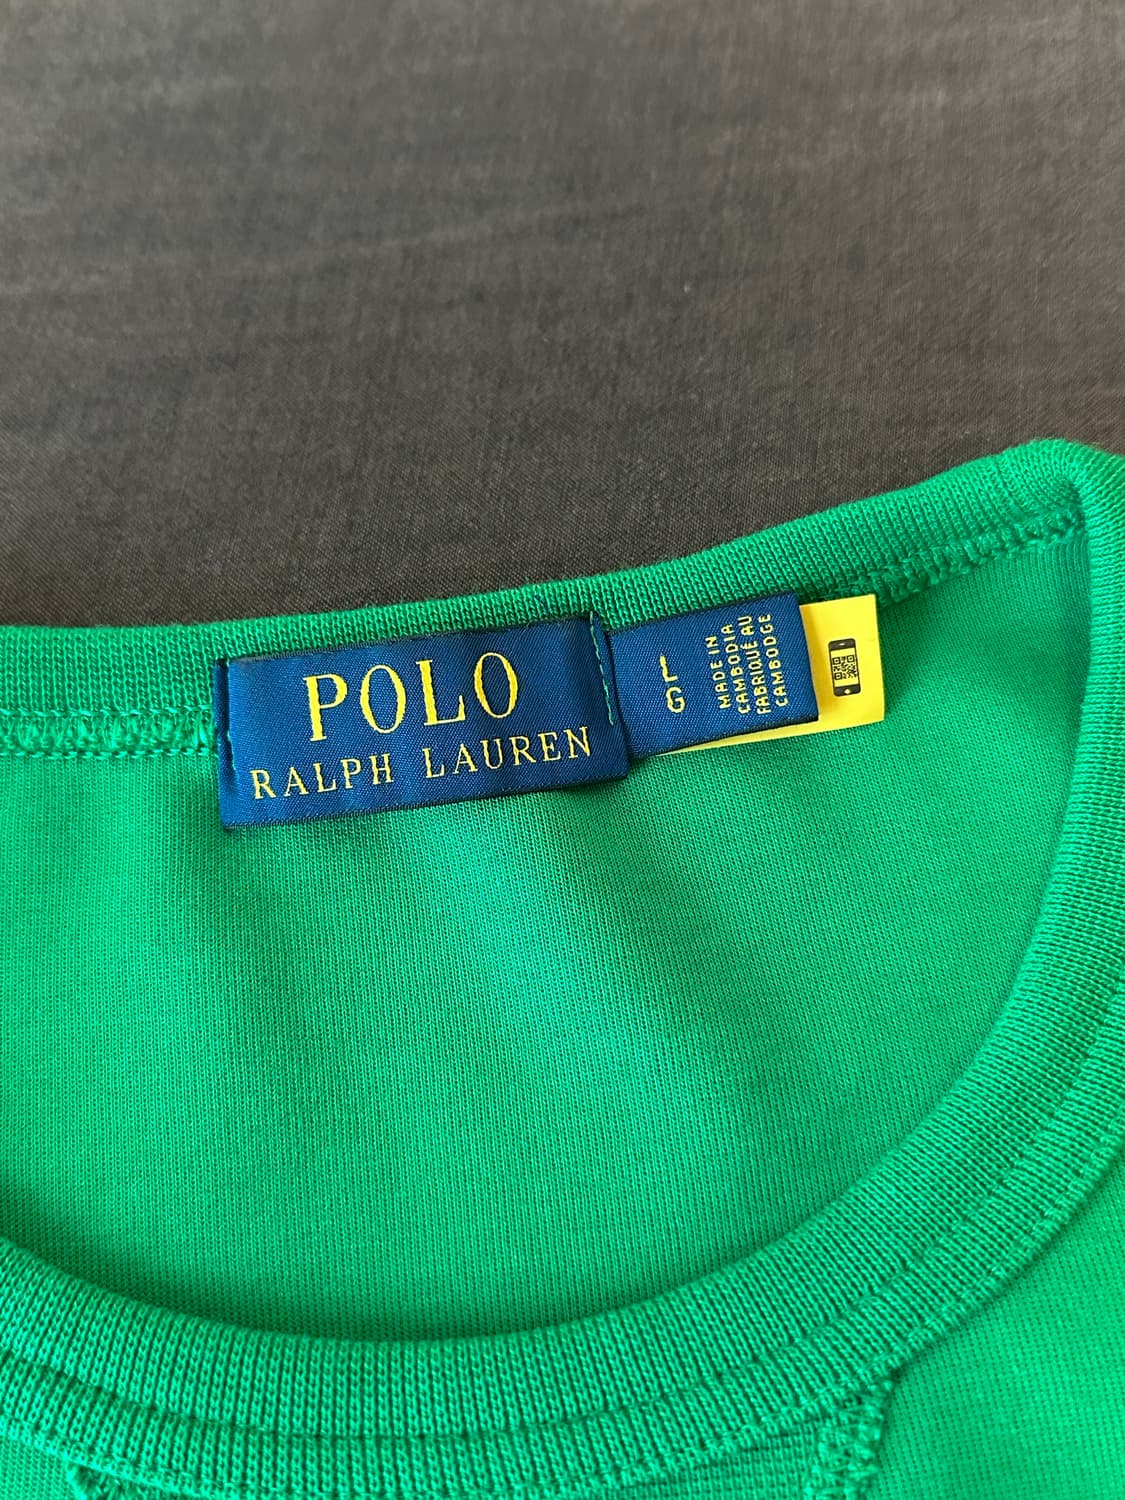 POLO
RALPH LAUREN
L
G
MADE IN
CAMBODIA
FABRIQUÉ AU
CAMBODGE